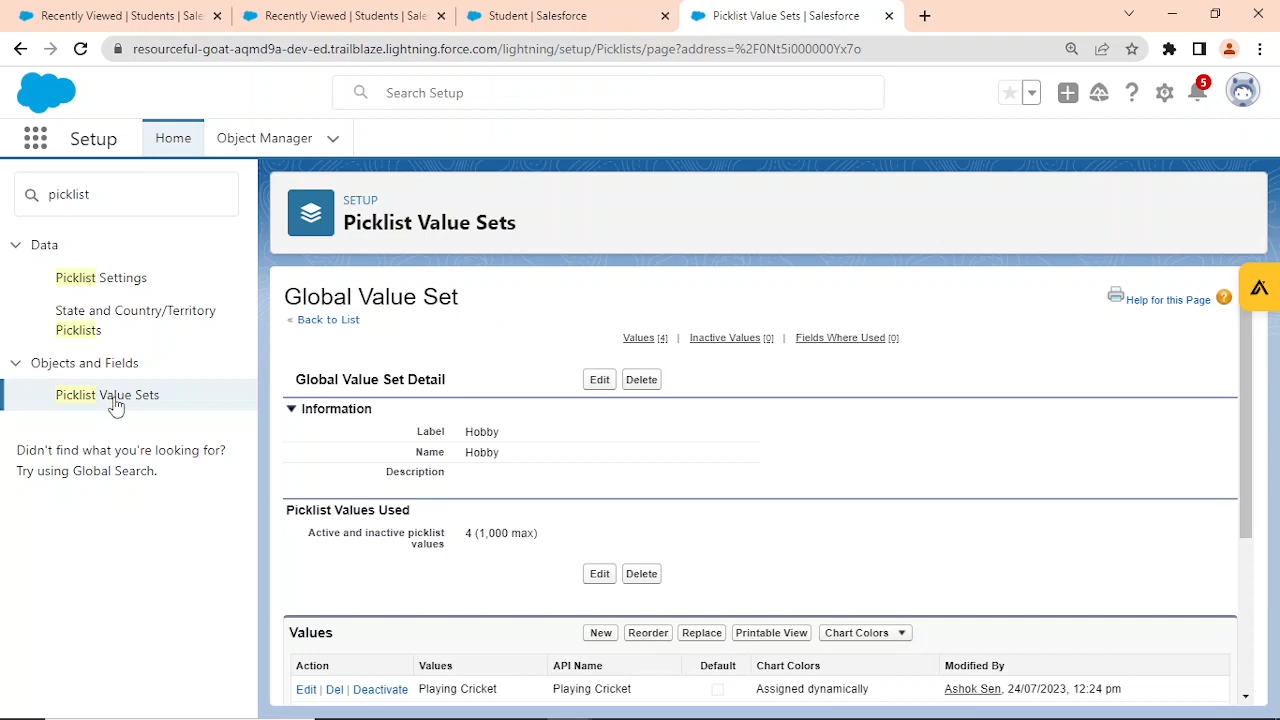 Recently Viewed | Students | Sale
Recently Viewed | Students | Sale
Student | Salesforce
Picklist Value Sets | Salesforce
resourceful-goat-aqmd9a-dev-ed.trailblaze.lightning.force.com/lightning/setup/Picklists/page?address=%2F0Nt5i000000Yx7o
Search Setup
5
Setup
Home
Object Manager
picklist
Data
Picklist Settings
State and Country/Territory
Picklists
Objects and Fields
Picklist Value Sets
Didn't find what you're looking for?
Try using Global Search.
SETUP
Picklist Value Sets
Global Value Set
« Back to List
Help for this Page ?
Values [4] | Inactive Values [0] | Fields Where Used [0]
Global Value Set Detail
Edit Delete
Information
Label Hobby
Name Hobby
Description
Picklist Values Used
Active and inactive picklist 4 (1,000 max)
values
Edit Delete
Values
New Reorder Replace Printable View Chart Colors
Action Values API Name Default Chart Colors Modified By
Edit | Del | Deactivate Playing Cricket Playing Cricket Assigned dynamically Ashok Sen, 24/07/2023, 12:24 pm